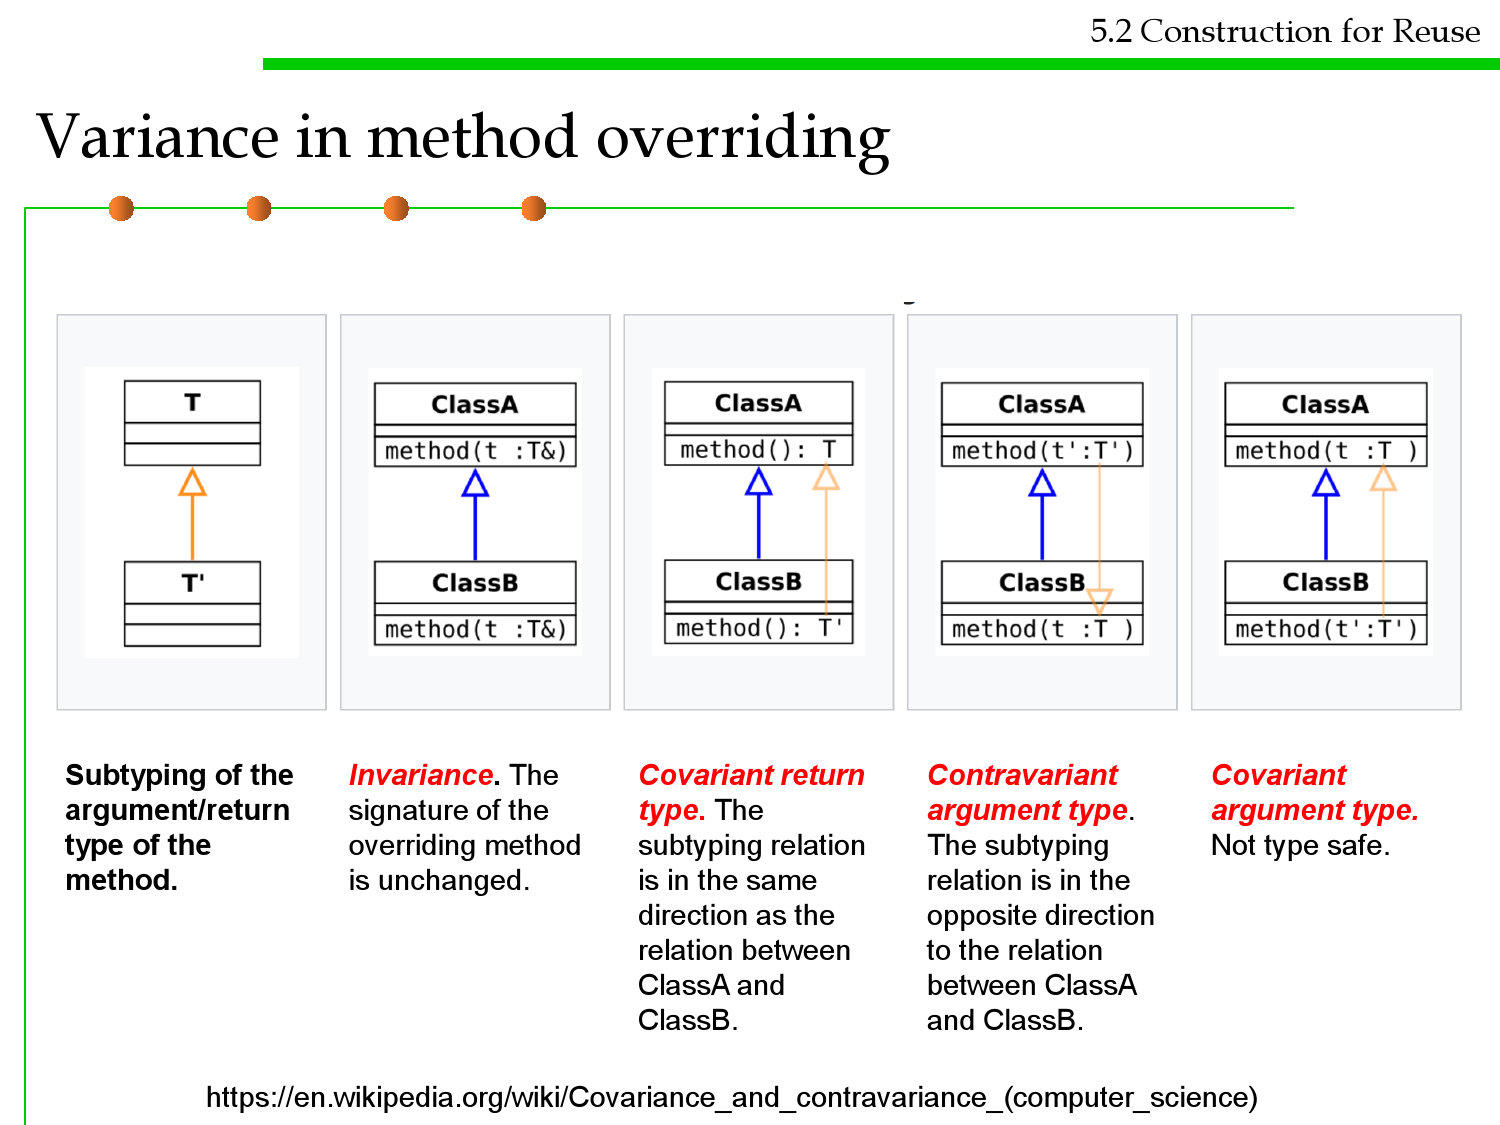 5.2 Construction for Reuse
Variance in method overriding
T
T'
ClassA
method(t :T&)
ClassB
method(t :T&)
ClassA
method(): T
ClassB
method(): T'
ClassA
method(t':T')
ClassB
method(t :T )
ClassA
method(t :T )
ClassB
method(t':T')
Subtyping of the
argument/return
type of the
method.
Invariance. The
signature of the
overriding method
is unchanged.
Covariant return
type. The
subtyping relation
is in the same
direction as the
relation between
ClassA and
ClassB.
Contravariant
argument type.
The subtyping
relation is in the
opposite direction
to the relation
between ClassA
and ClassB.
Covariant
argument type.
Not type safe.
https://en.wikipedia.org/wiki/Covariance_and_contravariance_(computer_science)